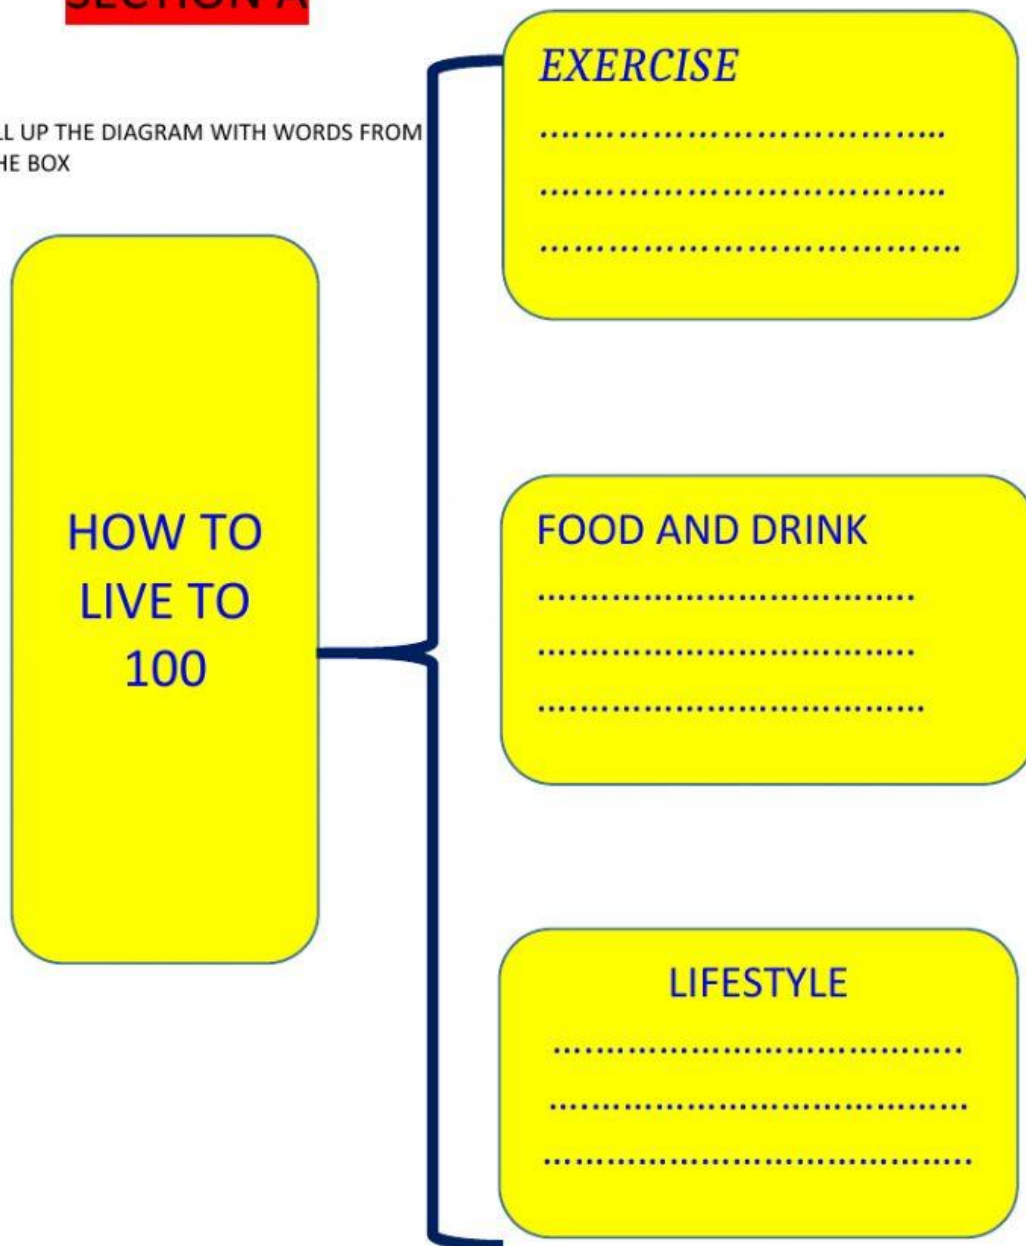 SECTION A
LL UP THE DIAGRAM WITH WORDS FROM
HE BOX
EXERCISE
HOW TO
LIVE TO
100
FOOD AND DRINK
LIFESTYLE